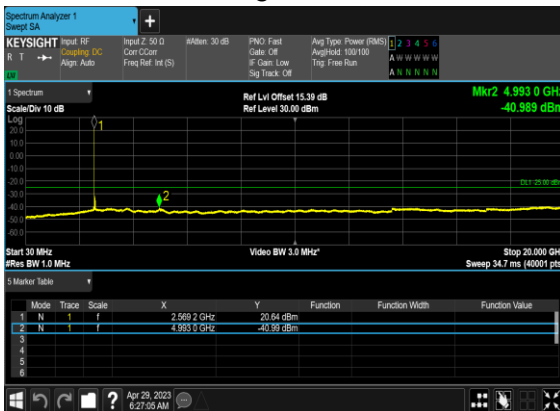 Spectrum Analyzer 1
Swept SA
KEYSIGHT Input: RF Input Z: 50 Ω #Atten: 30 dB PNO: Fast Avg Type: Power (RMS) 1 2 3 4 5 6
R T Coupling: DC Corr CCorr Gate: Off Avg|Hold: 100/100 A W W W W W
Align: Auto Freq Ref: Int (S) IF Gain: Low Trig: Free Run
Sig Track: Off A N N N N N
1 Spectrum Ref Lvl Offset 15.39 dB Mkr2 4.993 0 GHz
Scale/Div 10 dB Ref Level 30.00 dBm -40.989 dBm
Log
20.0
10.0
0.00
-10.0
-20.0
-30.0
-40.0
-50.0
-60.0
1
2
DL1 -25.00 dBm
Start 30 MHz Video BW 3.0 MHz* Stop 20.000 GHz
#Res BW 1.0 MHz Sweep 34.7 ms (40001 pts)
5 Marker Table
Mode Trace Scale X Y Function Function Width Function Value
1 N 1 f 2.569 2 GHz 20.64 dBm
2 N 1 f 4.993 0 GHz -40.99 dBm
3
4
5
6
? Apr 29, 2023
6:27:05 AM